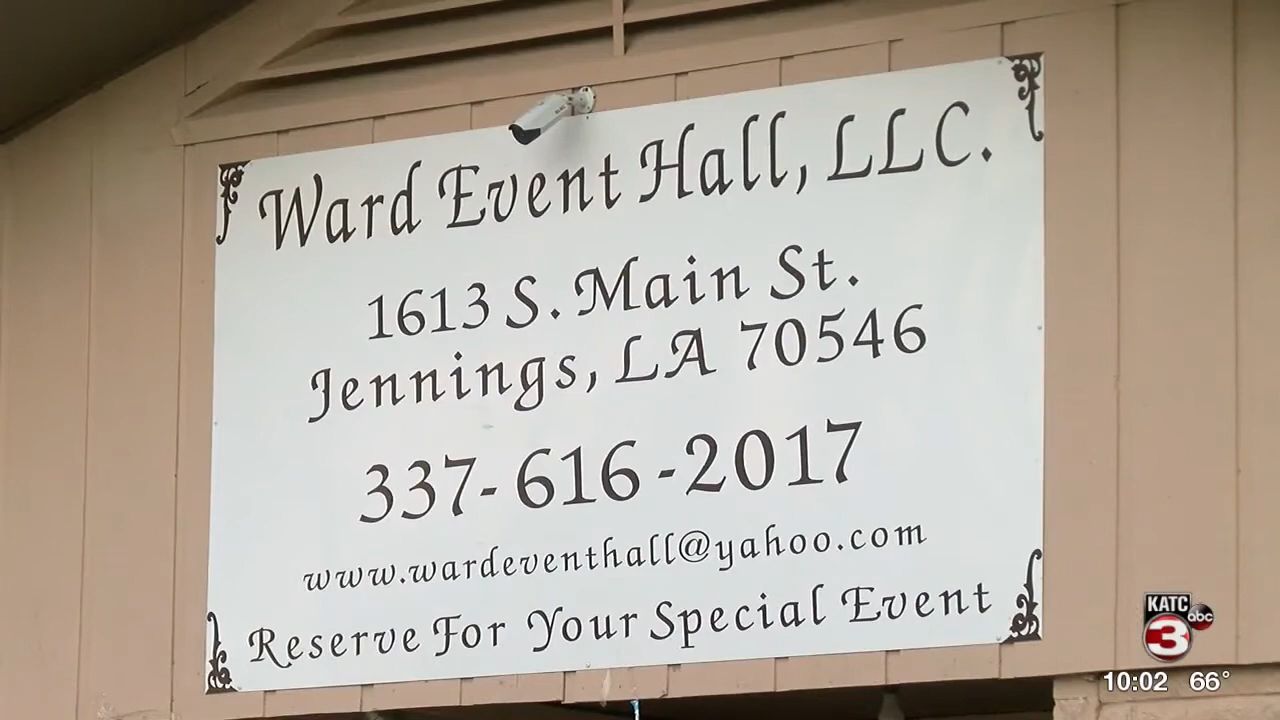 Ward Event Hall, LLC.
1613 S. Main St.
Jennings, LA 70546
337-616-2017
www.wardeventhall@yahoo.com
Reserve For Your Special Event
KATC
3 abc
10:02 66°